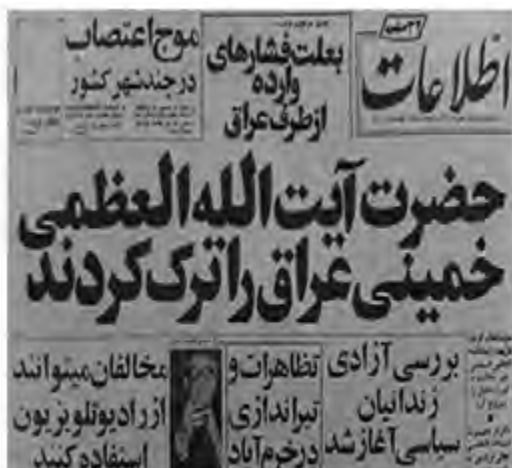 اطلاعات
۳۶ صفحه
بعلت فشارهای
وارده
از طرف عراق
موج اعتصاب
در چند شهر کشور
حضرت آیت الله العظمی
خمینی عراق را ترک کردند
بررسی آزادی
زندانیان
سیاسی آغاز شد
تظاهرات و
تیراندازی
در خرم آباد
مخالفان میتوانند
از رادیو تلویزیون
استفاده کنند